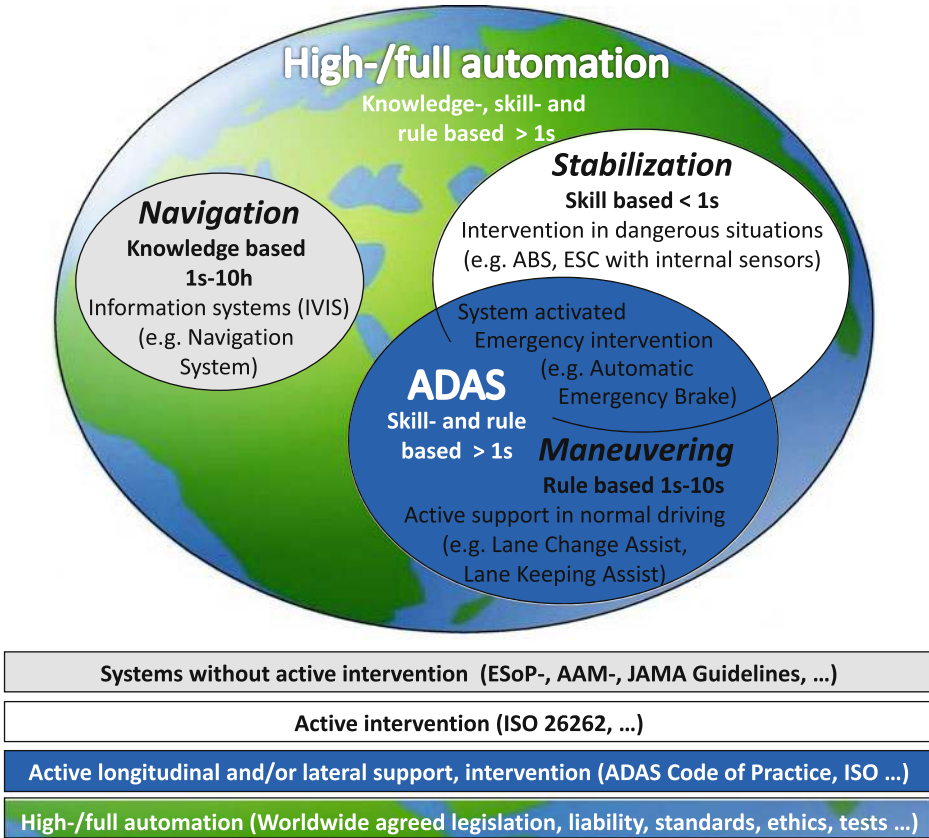 High-/full automation
Knowledge-, skill- and
rule based > 1s
Stabilization
Skill based < 1s
Intervention in dangerous situations
(e.g. ABS, ESC with internal sensors)
Navigation
Knowledge based
1s-10h
Information systems (IVIS)
(e.g. Navigation
System)
System activated
Emergency intervention
(e.g. Automatic
Emergency Brake)
ADAS
Skill- and rule
based > 1s
Maneuvering
Rule based 1s-10s
Active support in normal driving
(e.g. Lane Change Assist,
Lane Keeping Assist)
Systems without active intervention (ESoP-, AAM-, JAMA Guidelines, ...)
Active intervention (ISO 26262, ...)
Active longitudinal and/or lateral support, intervention (ADAS Code of Practice, ISO ...)
High-/full automation (Worldwide agreed legislation, liability, standards, ethics, tests ...)